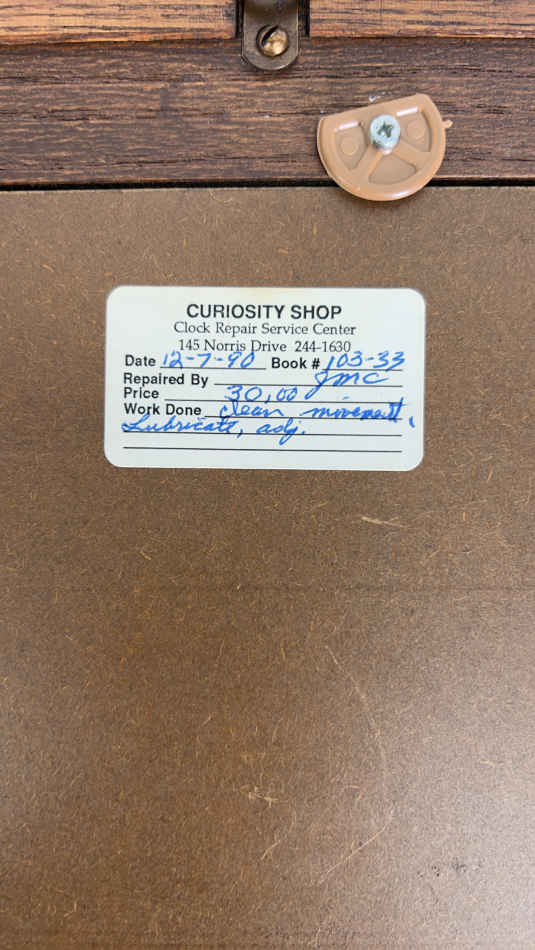 CURIOSITY SHOP
Clock Repair Service Center
145 Norris Drive 244-1630
Date 12-7-90 Book # 103-33
Repaired By JMC
Price 30,00
Work Done clean movement,
Lubricate, adj.